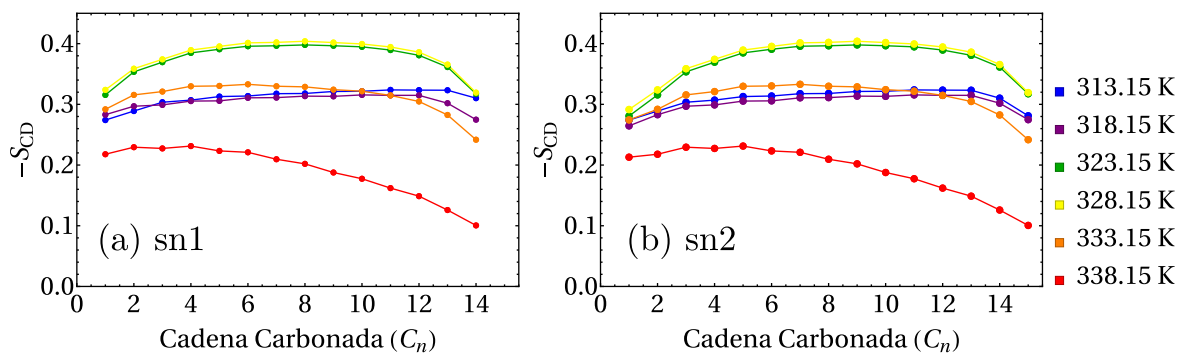 0.4
0.3
0.2
0.1
0.0
−S_CD
(a) sn1
0 2 4 6 8 10 12 14
Cadena Carbonada (C_n)
0.4
0.3
0.2
0.1
0.0
−S_CD
(b) sn2
0 2 4 6 8 10 12 14
Cadena Carbonada (C_n)
313.15 K
318.15 K
323.15 K
328.15 K
333.15 K
338.15 K